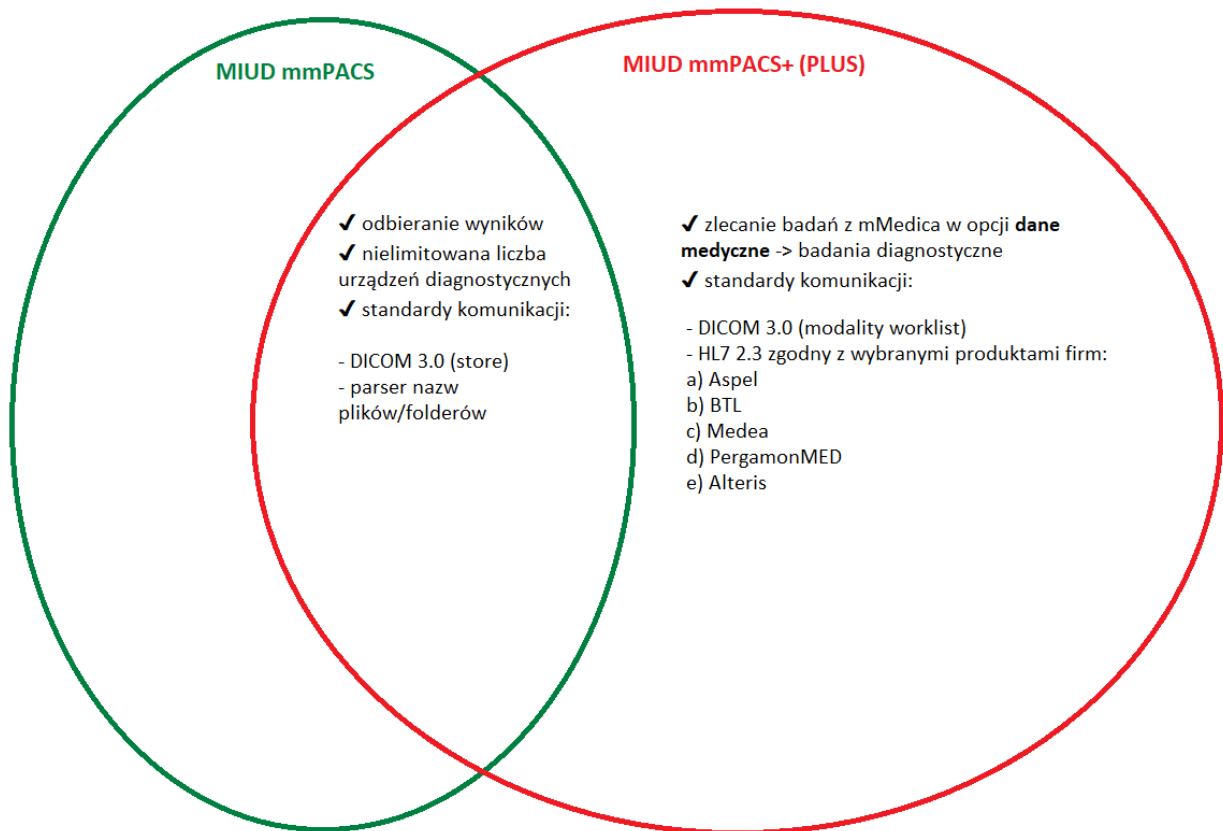 MIUD mmPACS
MIUD mmPACS+ (PLUS)
✔ odbieranie wyników
✔ nielimitowana liczba
urządzeń diagnostycznych
✔ standardy komunikacji:
- DICOM 3.0 (store)
- parser nazw
plików/folderów
✔ zlecanie badań z mMedica w opcji dane
medyczne -> badania diagnostyczne
✔ standardy komunikacji:
- DICOM 3.0 (modality worklist)
- HL7 2.3 zgodny z wybranymi produktami firm:
a) Aspel
b) BTL
c) Medea
d) PergamonMED
e) Alteris